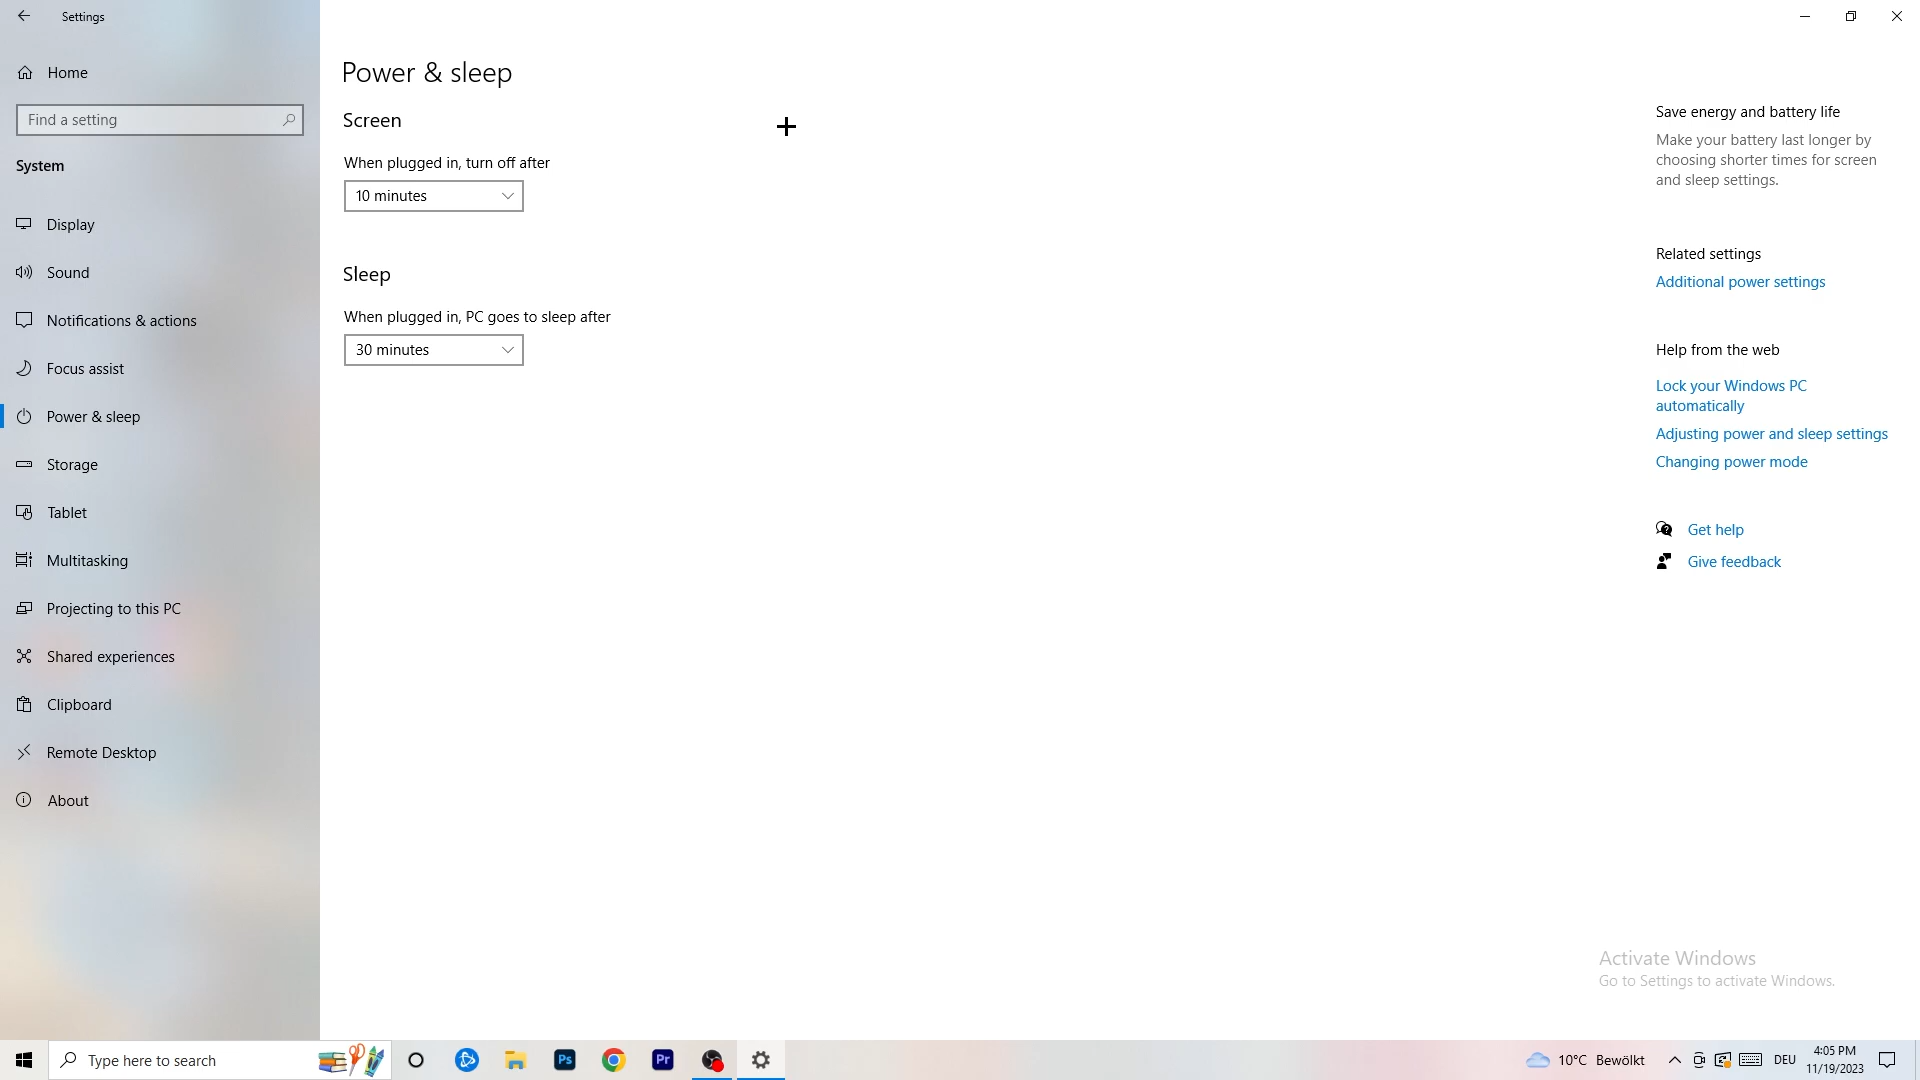 Settings
Home
Find a setting
System
Display
Sound
Notifications & actions
Focus assist
Power & sleep
Storage
Tablet
Multitasking
Projecting to this PC
Shared experiences
Clipboard
Remote Desktop
About
Power & sleep
Screen
When plugged in, turn off after
10 minutes
Sleep
When plugged in, PC goes to sleep after
30 minutes
Save energy and battery life
Make your battery last longer by
choosing shorter times for screen
and sleep settings.
Related settings
Additional power settings
Help from the web
Lock your Windows PC
automatically
Adjusting power and sleep settings
Changing power mode
Get help
Give feedback
Activate Windows
Go to Settings to activate Windows.
Type here to search
Ps
Pr
10°C Bewölkt
DEU
4:05 PM
11/19/2023